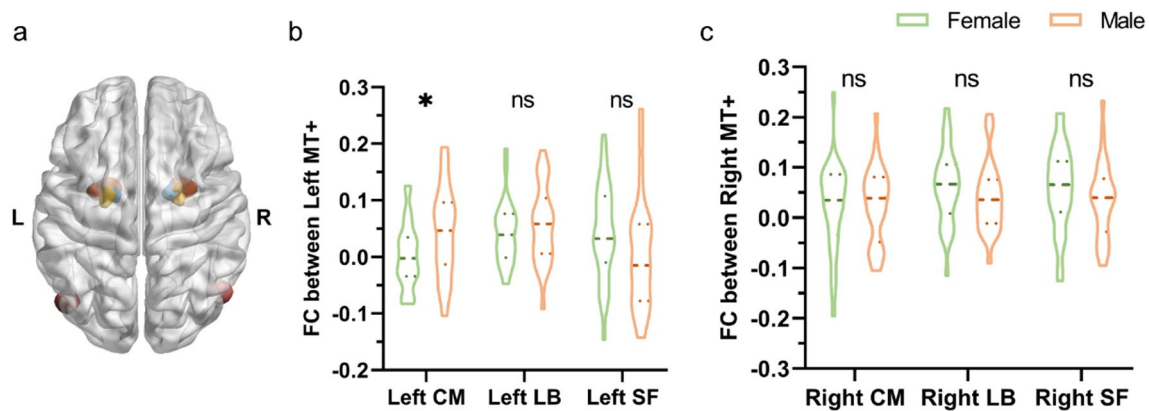 a
L
R
b
FC between Left MT+
0.3
0.2
0.1
0.0
-0.1
-0.2
*
ns
ns
Left CM
Left LB
Left SF
Female
Male
c
FC between Right MT+
0.3
0.2
0.1
0.0
-0.1
-0.2
-0.3
ns
ns
ns
Right CM
Right LB
Right SF